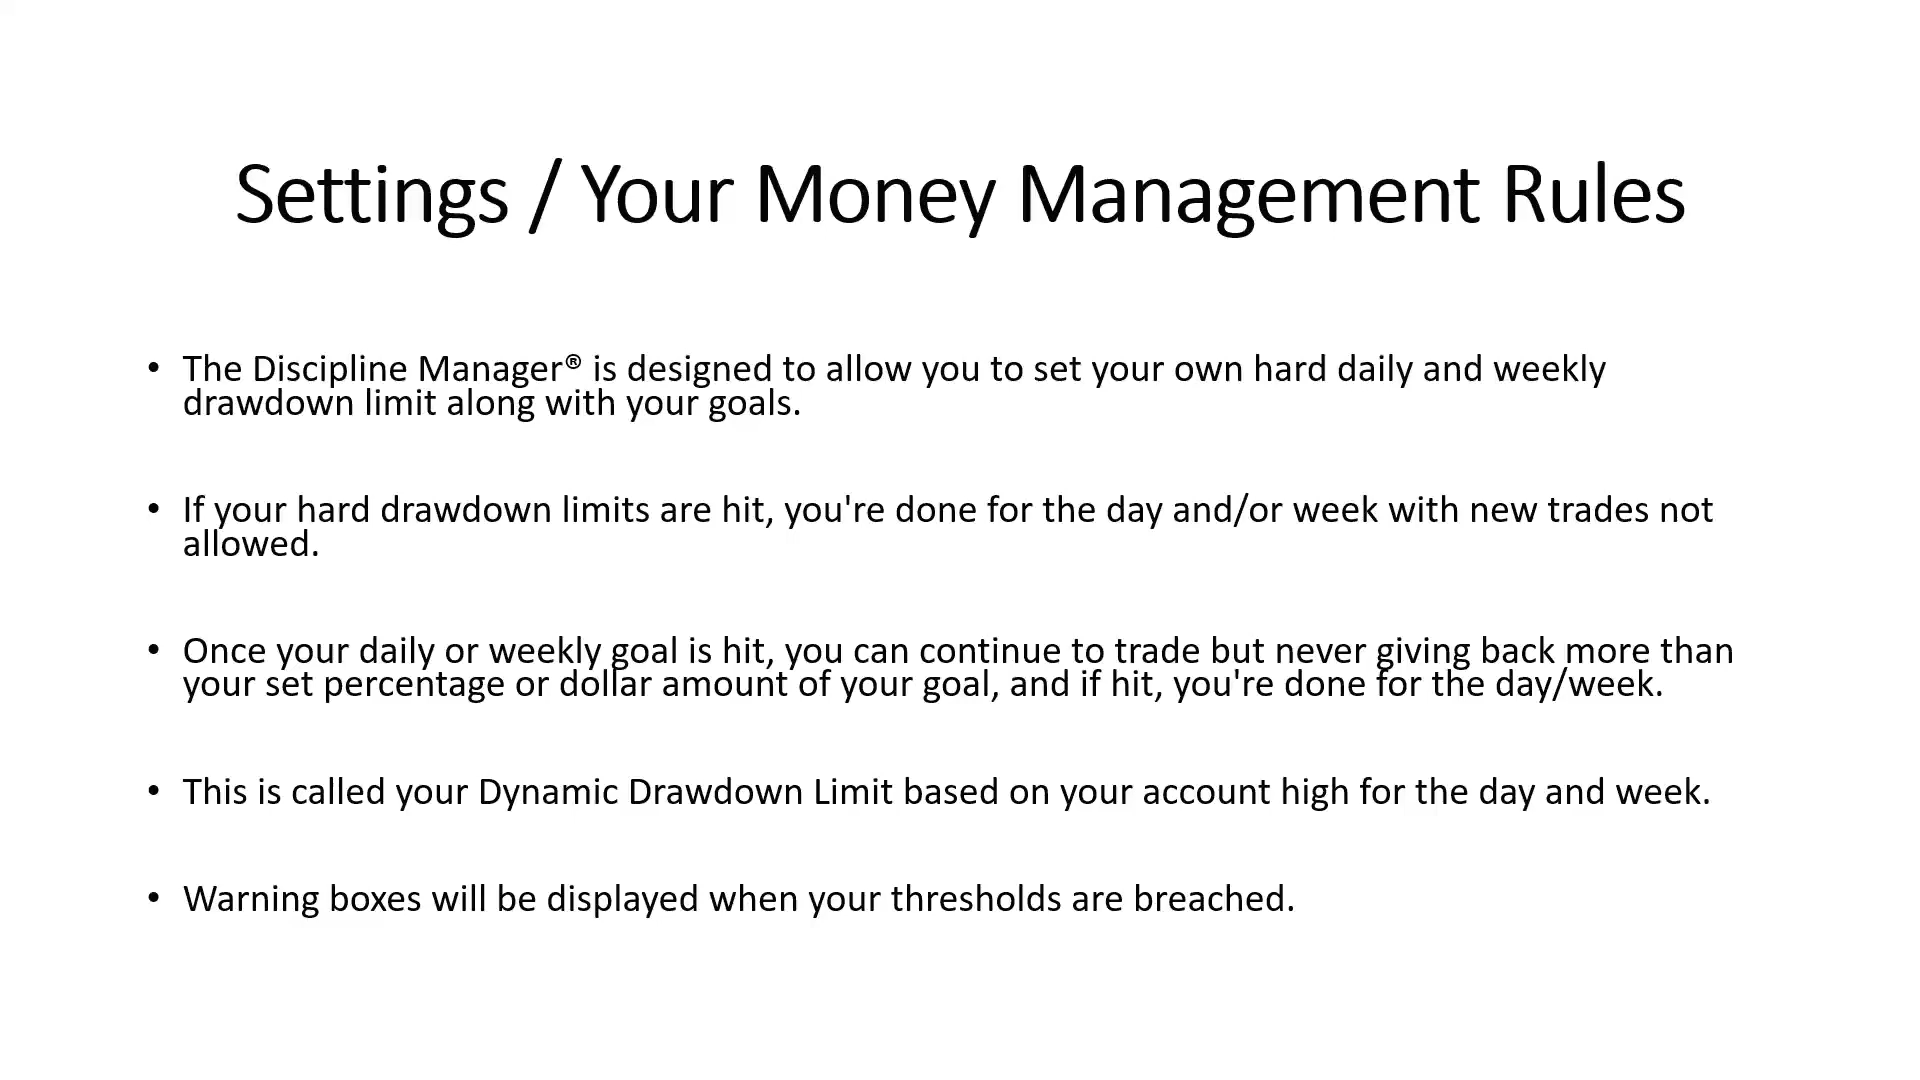 Settings / Your Money Management Rules
• The Discipline Manager® is designed to allow you to set your own hard daily and weekly
drawdown limit along with your goals.
• If your hard drawdown limits are hit, you're done for the day and/or week with new trades not
allowed.
• Once your daily or weekly goal is hit, you can continue to trade but never giving back more than
your set percentage or dollar amount of your goal, and if hit, you're done for the day/week.
• This is called your Dynamic Drawdown Limit based on your account high for the day and week.
• Warning boxes will be displayed when your thresholds are breached.